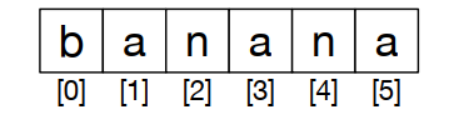 b a n a n a
[0] [1] [2] [3] [4] [5]